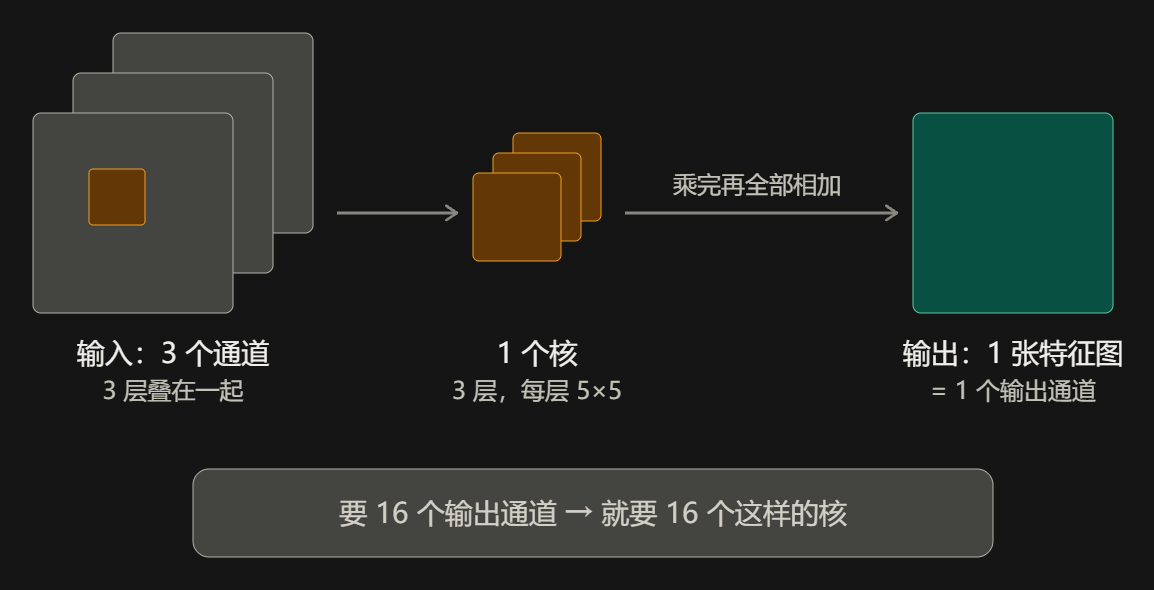 乘完再全部相加
输入：3 个通道
3 层叠在一起
1 个核
3 层，每层 5×5
输出：1 张特征图
= 1 个输出通道
要 16 个输出通道 → 就要 16 个这样的核